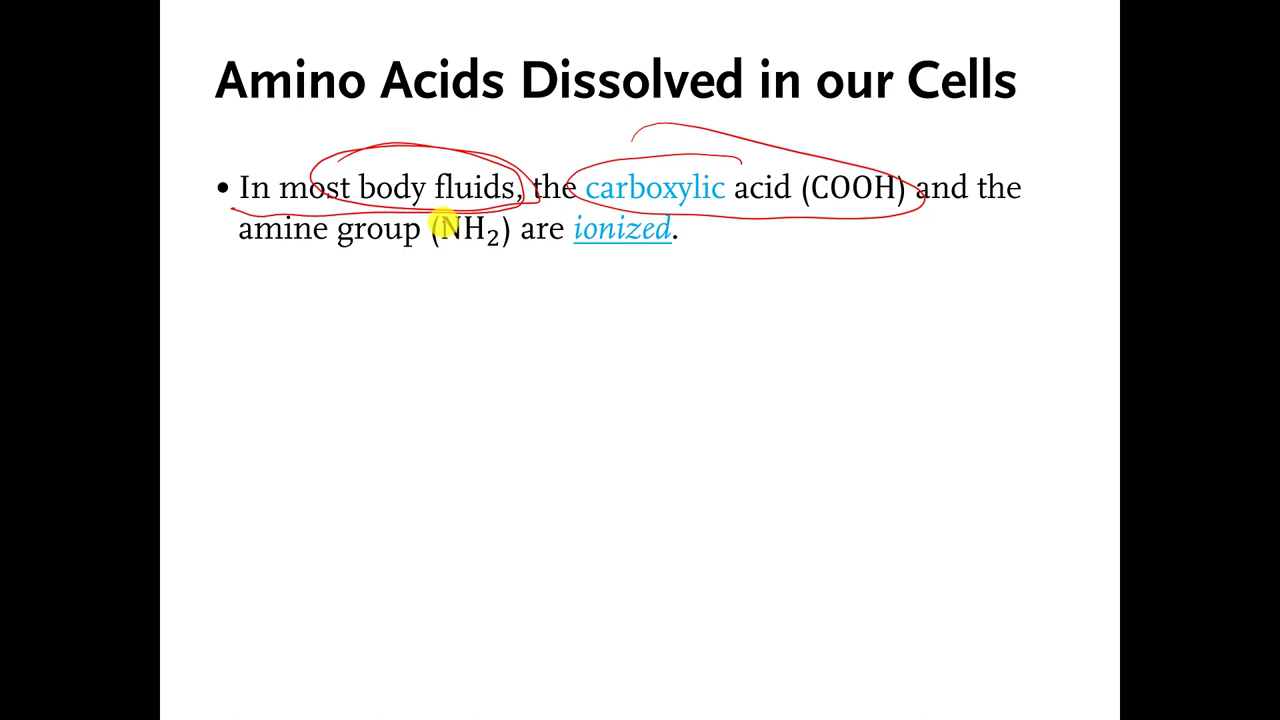 Amino Acids Dissolved in our Cells
• In most body fluids, the carboxylic acid (COOH) and the
amine group (NH₂) are ionized.